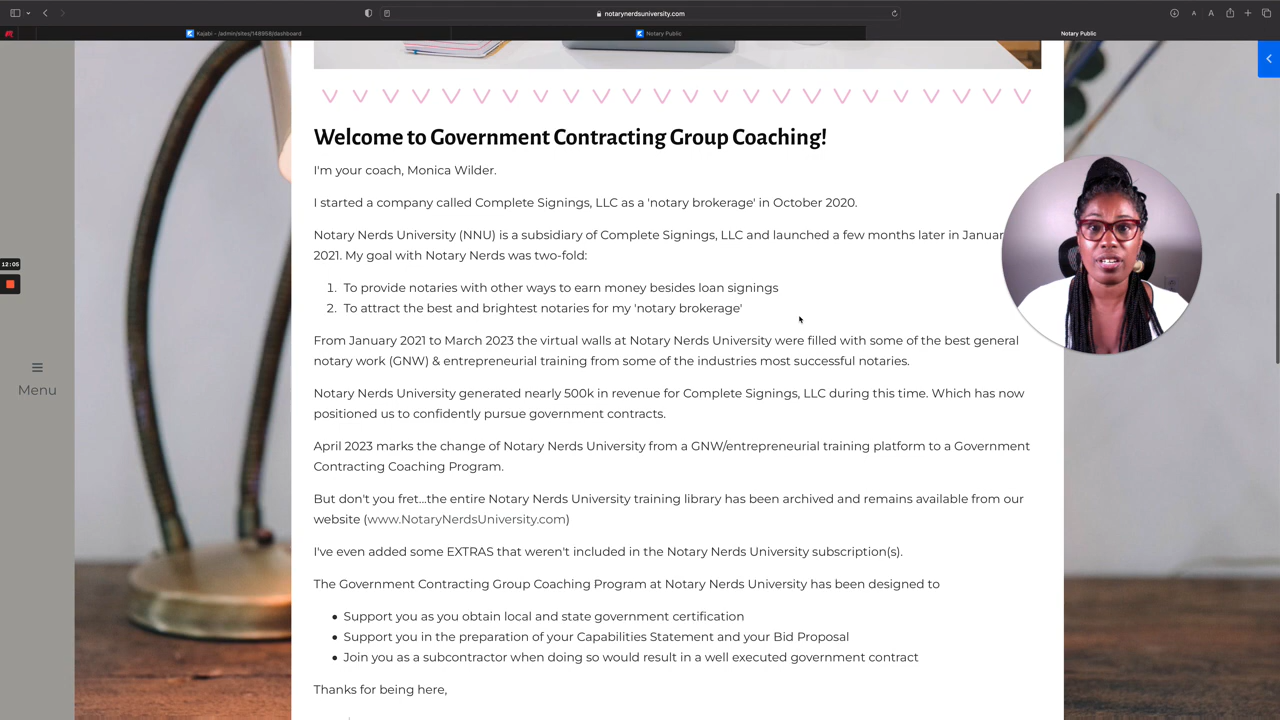 notarynerdsuniversity.com
A
A
Kajabi - /admin/sites/148958/dashboard
Notary Public
Notary Public
Welcome to Government Contracting Group Coaching!
I'm your coach, Monica Wilder.
I started a company called Complete Signings, LLC as a 'notary brokerage' in October 2020.
Notary Nerds University (NNU) is a subsidiary of Complete Signings, LLC and launched a few months later in
2021. My goal with Notary Nerds was two-fold:
1. To provide notaries with other ways to earn money besides loan signings
2. To attract the best and brightest notaries for my 'notary brokerage'
12:05
From January 2021 to March 2023 the virtual walls at Notary Nerds University were filled with some of the best general
notary work (GNW) & entrepreneurial training from some of the industries most successful notaries.
Menu
Notary Nerds University generated nearly 500k in revenue for Complete Signings, LLC during this time. Which has now
positioned us to confidently pursue government contracts.
April 2023 marks the change of Notary Nerds University from a GNW/entrepreneurial training platform to a Government
Contracting Coaching Program.
But don't you fret...the entire Notary Nerds University training library has been archived and remains available from our
website (www.NotaryNerdsUniversity.com)
I've even added some EXTRAS that weren't included in the Notary Nerds University subscription(s).
The Government Contracting Group Coaching Program at Notary Nerds University has been designed to
• Support you as you obtain local and state government certification
• Support you in the preparation of your Capabilities Statement and your Bid Proposal
• Join you as a subcontractor when doing so would result in a well executed government contract
Thanks for being here,